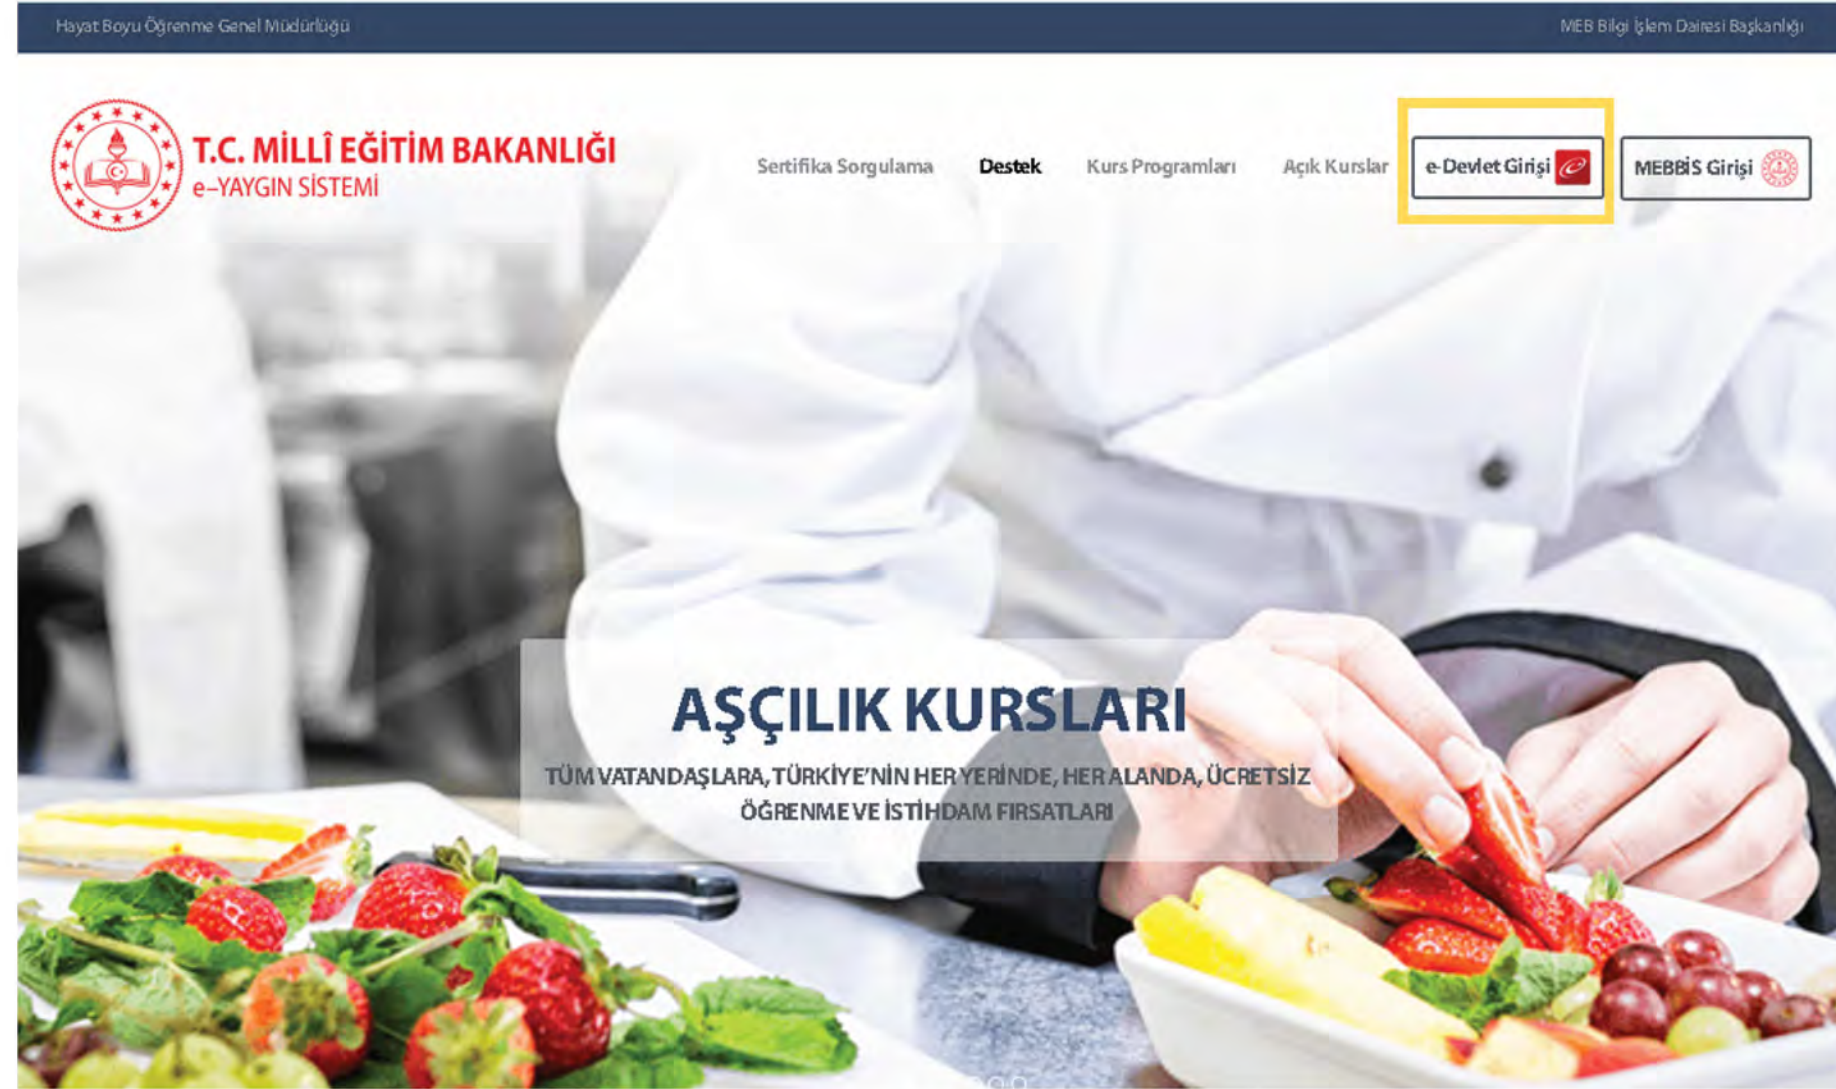 Hayat Boyu Öğrenme Genel Müdürlüğü
MEB Bilgi İşlem Dairesi Başkanlığı
T.C. MİLLÎ EĞİTİM BAKANLIĞI
e-YAYGIN SİSTEMİ
Sertifika Sorgulama
Destek
Kurs Programları
Açık Kurslar
e-Devlet Girişi
MEBBİS Girişi
AŞÇILIK KURSLARI
TÜM VATANDAŞLARA, TÜRKİYE'NİN HER YERİNDE, HER ALANDA, ÜCRETSİZ
ÖĞRENME VE İSTİHDAM FIRSATLARI